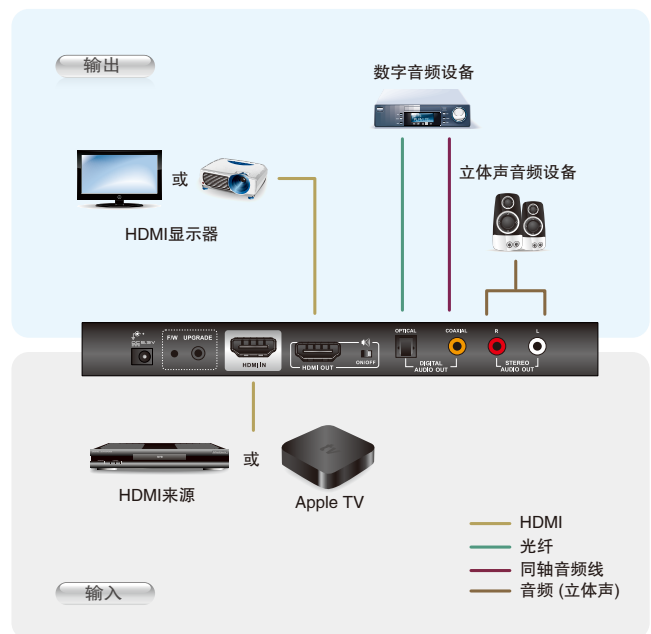 输出
数字音频设备
或
立体声音频设备
HDMI显示器
F/W UPGRADE
OPTICAL
COAXIAL
R
L
HDMI IN
HDMI OUT
ON/OFF
DIGITAL
AUDIO OUT
STEREO
AUDIO OUT
或
HDMI来源
Apple TV
HDMI
光纤
同轴音频线
音频 (立体声)
输入